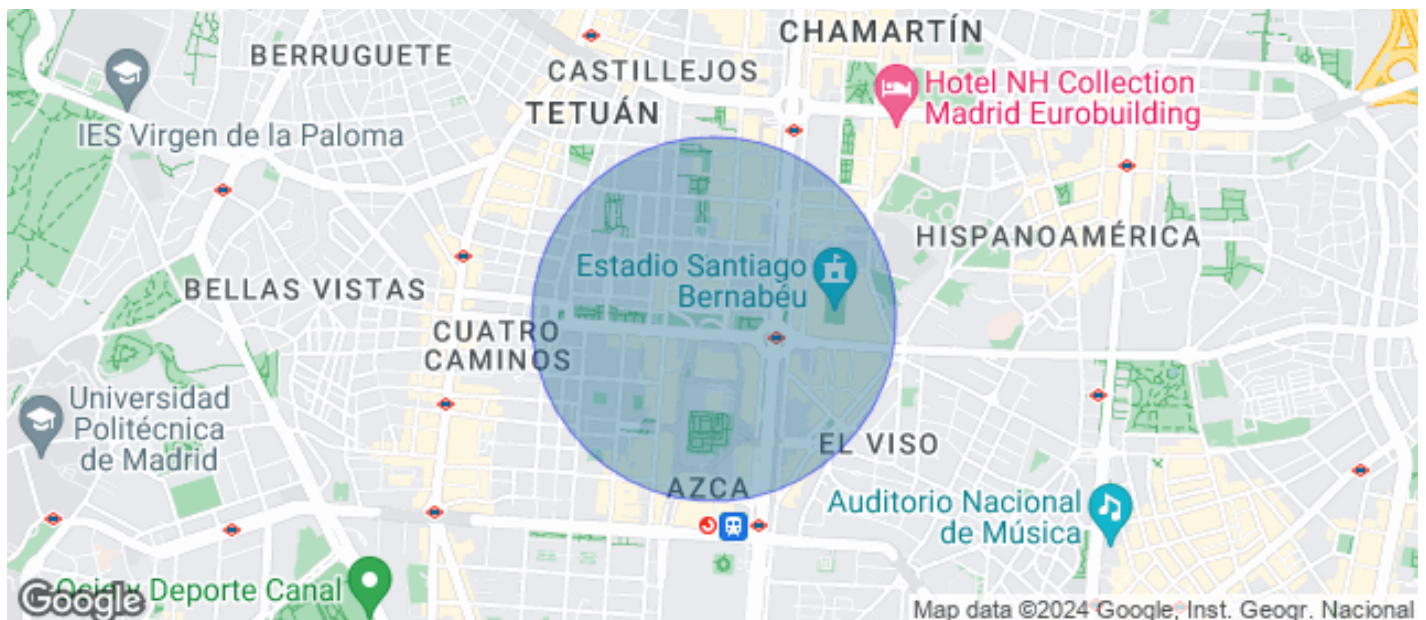 CHAMARTÍN
BERRUGUETE
CASTILLEJOS
Hotel NH Collection
Madrid Eurobuilding
TETUÁN
IES Virgen de la Paloma
HISPANOAMÉRICA
Estadio Santiago
Bernabéu
BELLAS VISTAS
CUATRO
CAMINOS
Universidad
Politécnica
de Madrid
EL VISO
AZCA
Auditorio Nacional
de Música
Ocio y Deporte Canal
Google
Map data ©2024 Google, Inst. Geogr. Nacional